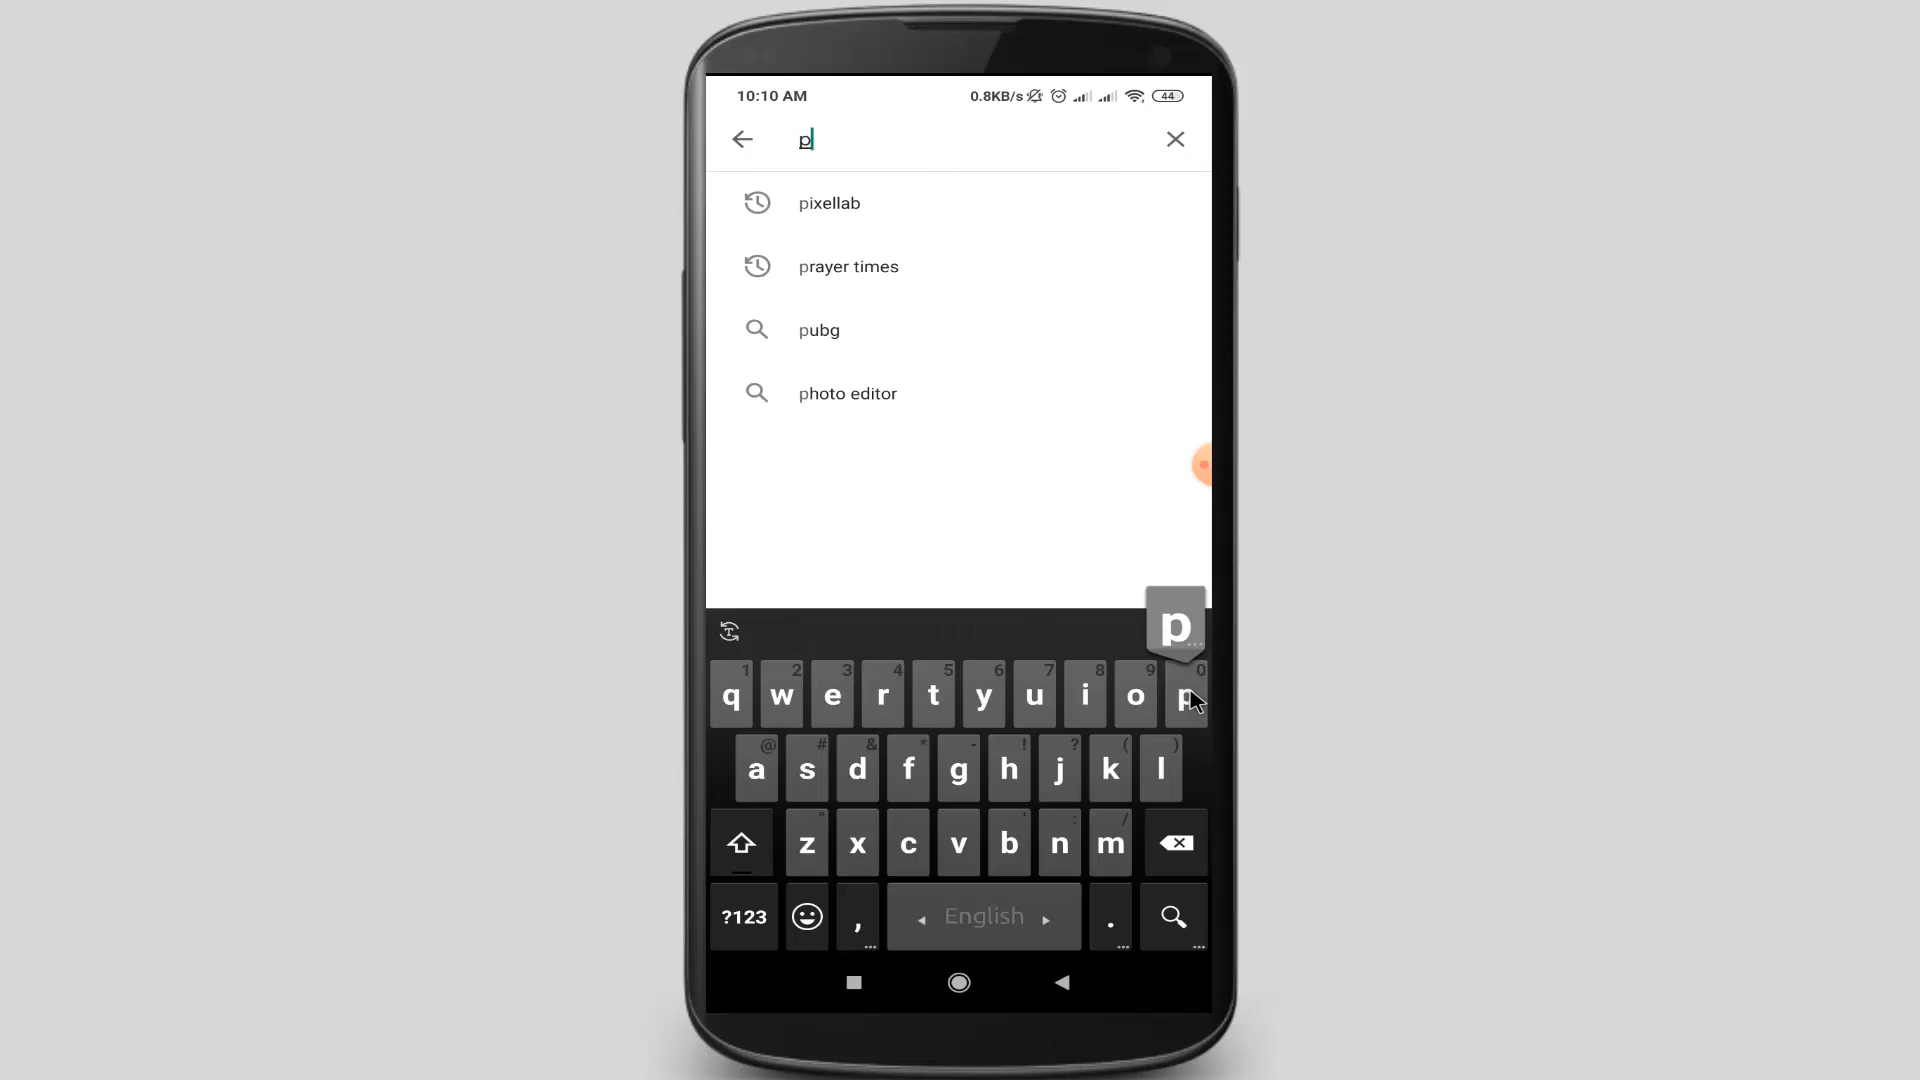 10:10 AM 0.8KB/s 44
p
pixellab
prayer times
pubg
photo editor
p
1 2 3 4 5 6 7 8 9 0
q w e r t y u i o p
@ # & * - ! ? ( )
a s d f g h j k l
" ' : /
z x c v b n m
?123 , English .